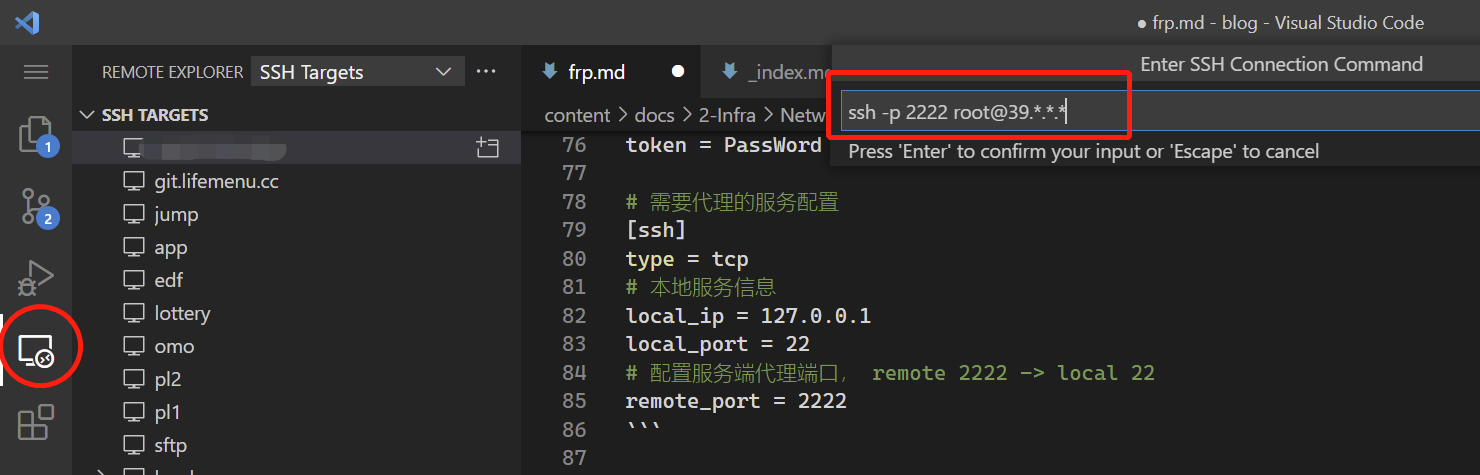 frp.md - blog - Visual Studio Code
REMOTE EXPLORER
SSH Targets
SSH TARGETS
git.lifemenu.cc
jump
app
edf
lottery
omo
pl2
pl1
sftp
1
2
frp.md
_index.m
content > docs > 2-Infra > Netw
Enter SSH Connection Command
ssh -p 2222 root@39.*.*.*
Press 'Enter' to confirm your input or 'Escape' to cancel
76 token = PassWord
77
78 # 需要代理的服务配置
79 [ssh]
80 type = tcp
81 # 本地服务信息
82 local_ip = 127.0.0.1
83 local_port = 22
84 # 配置服务端代理端口， remote 2222 -> local 22
85 remote_port = 2222
86 ```
87